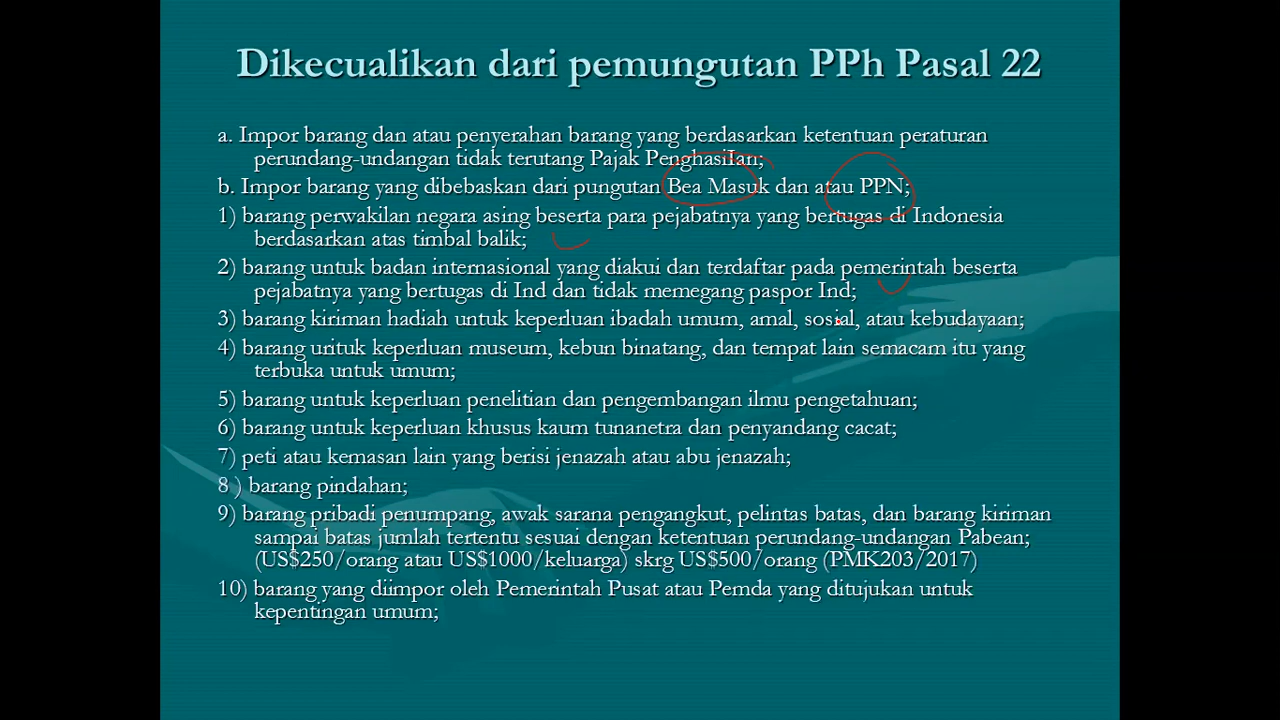 Dikecualikan dari pemungutan PPh Pasal 22
a. Impor barang dan atau penyerahan barang yang berdasarkan ketentuan peraturan
perundang-undangan tidak terutang Pajak Penghasilan;
b. Impor barang yang dibebaskan dari pungutan Bea Masuk dan atau PPN;
1) barang perwakilan negara asing beserta para pejabatnya yang bertugas di Indonesia
berdasarkan atas timbal balik;
2) barang untuk badan internasional yang diakui dan terdaftar pada pemerintah beserta
pejabatnya yang bertugas di Ind dan tidak memegang paspor Ind;
3) barang kiriman hadiah untuk keperluan ibadah umum, amal, sosial, atau kebudayaan;
4) barang urituk keperluan museum, kebun binatang, dan tempat lain semacam itu yang
terbuka untuk umum;
5) barang untuk keperluan penelitian dan pengembangan ilmu pengetahuan;
6) barang untuk keperluan khusus kaum tunanetra dan penyandang cacat;
7) peti atau kemasan lain yang berisi jenazah atau abu jenazah;
8 ) barang pindahan;
9) barang pribadi penumpang, awak sarana pengangkut, pelintas batas, dan barang kiriman
sampai batas jumlah tertentu sesuai dengan ketentuan perundang-undangan Pabean;
(US$250/orang atau US$1000/keluarga) skrg US$500/orang (PMK203/2017)
10) barang yang diimpor oleh Pemerintah Pusat atau Pemda yang ditujukan untuk
kepentingan umum;